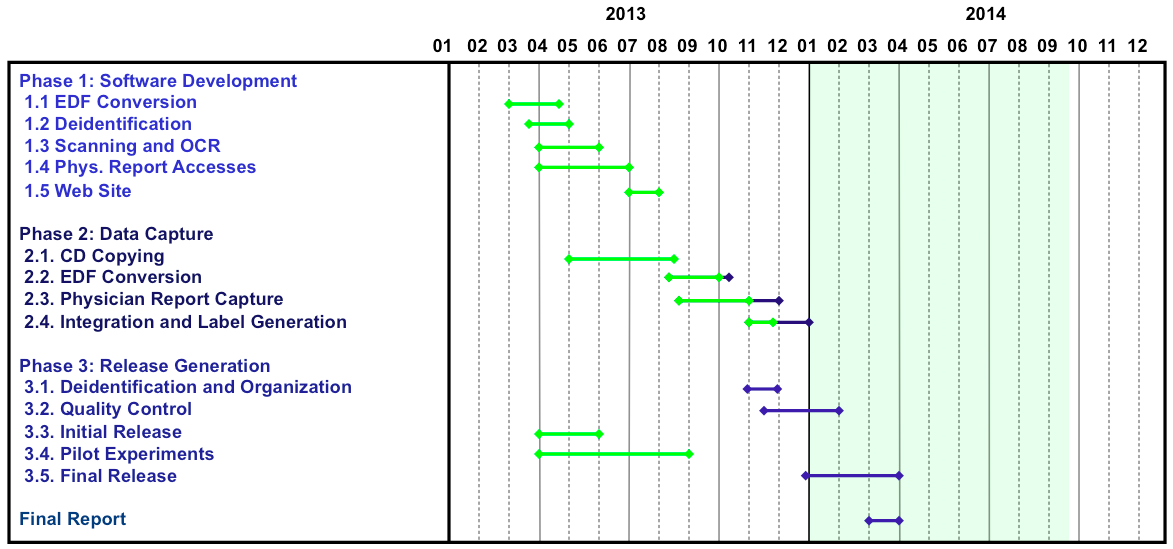 2013 2014
01 02 03 04 05 06 07 08 09 10 11 12 01 02 03 04 05 06 07 08 09 10 11 12
Phase 1: Software Development
1.1 EDF Conversion
1.2 Deidentification
1.3 Scanning and OCR
1.4 Phys. Report Accesses
1.5 Web Site
Phase 2: Data Capture
2.1. CD Copying
2.2. EDF Conversion
2.3. Physician Report Capture
2.4. Integration and Label Generation
Phase 3: Release Generation
3.1. Deidentification and Organization
3.2. Quality Control
3.3. Initial Release
3.4. Pilot Experiments
3.5. Final Release
Final Report